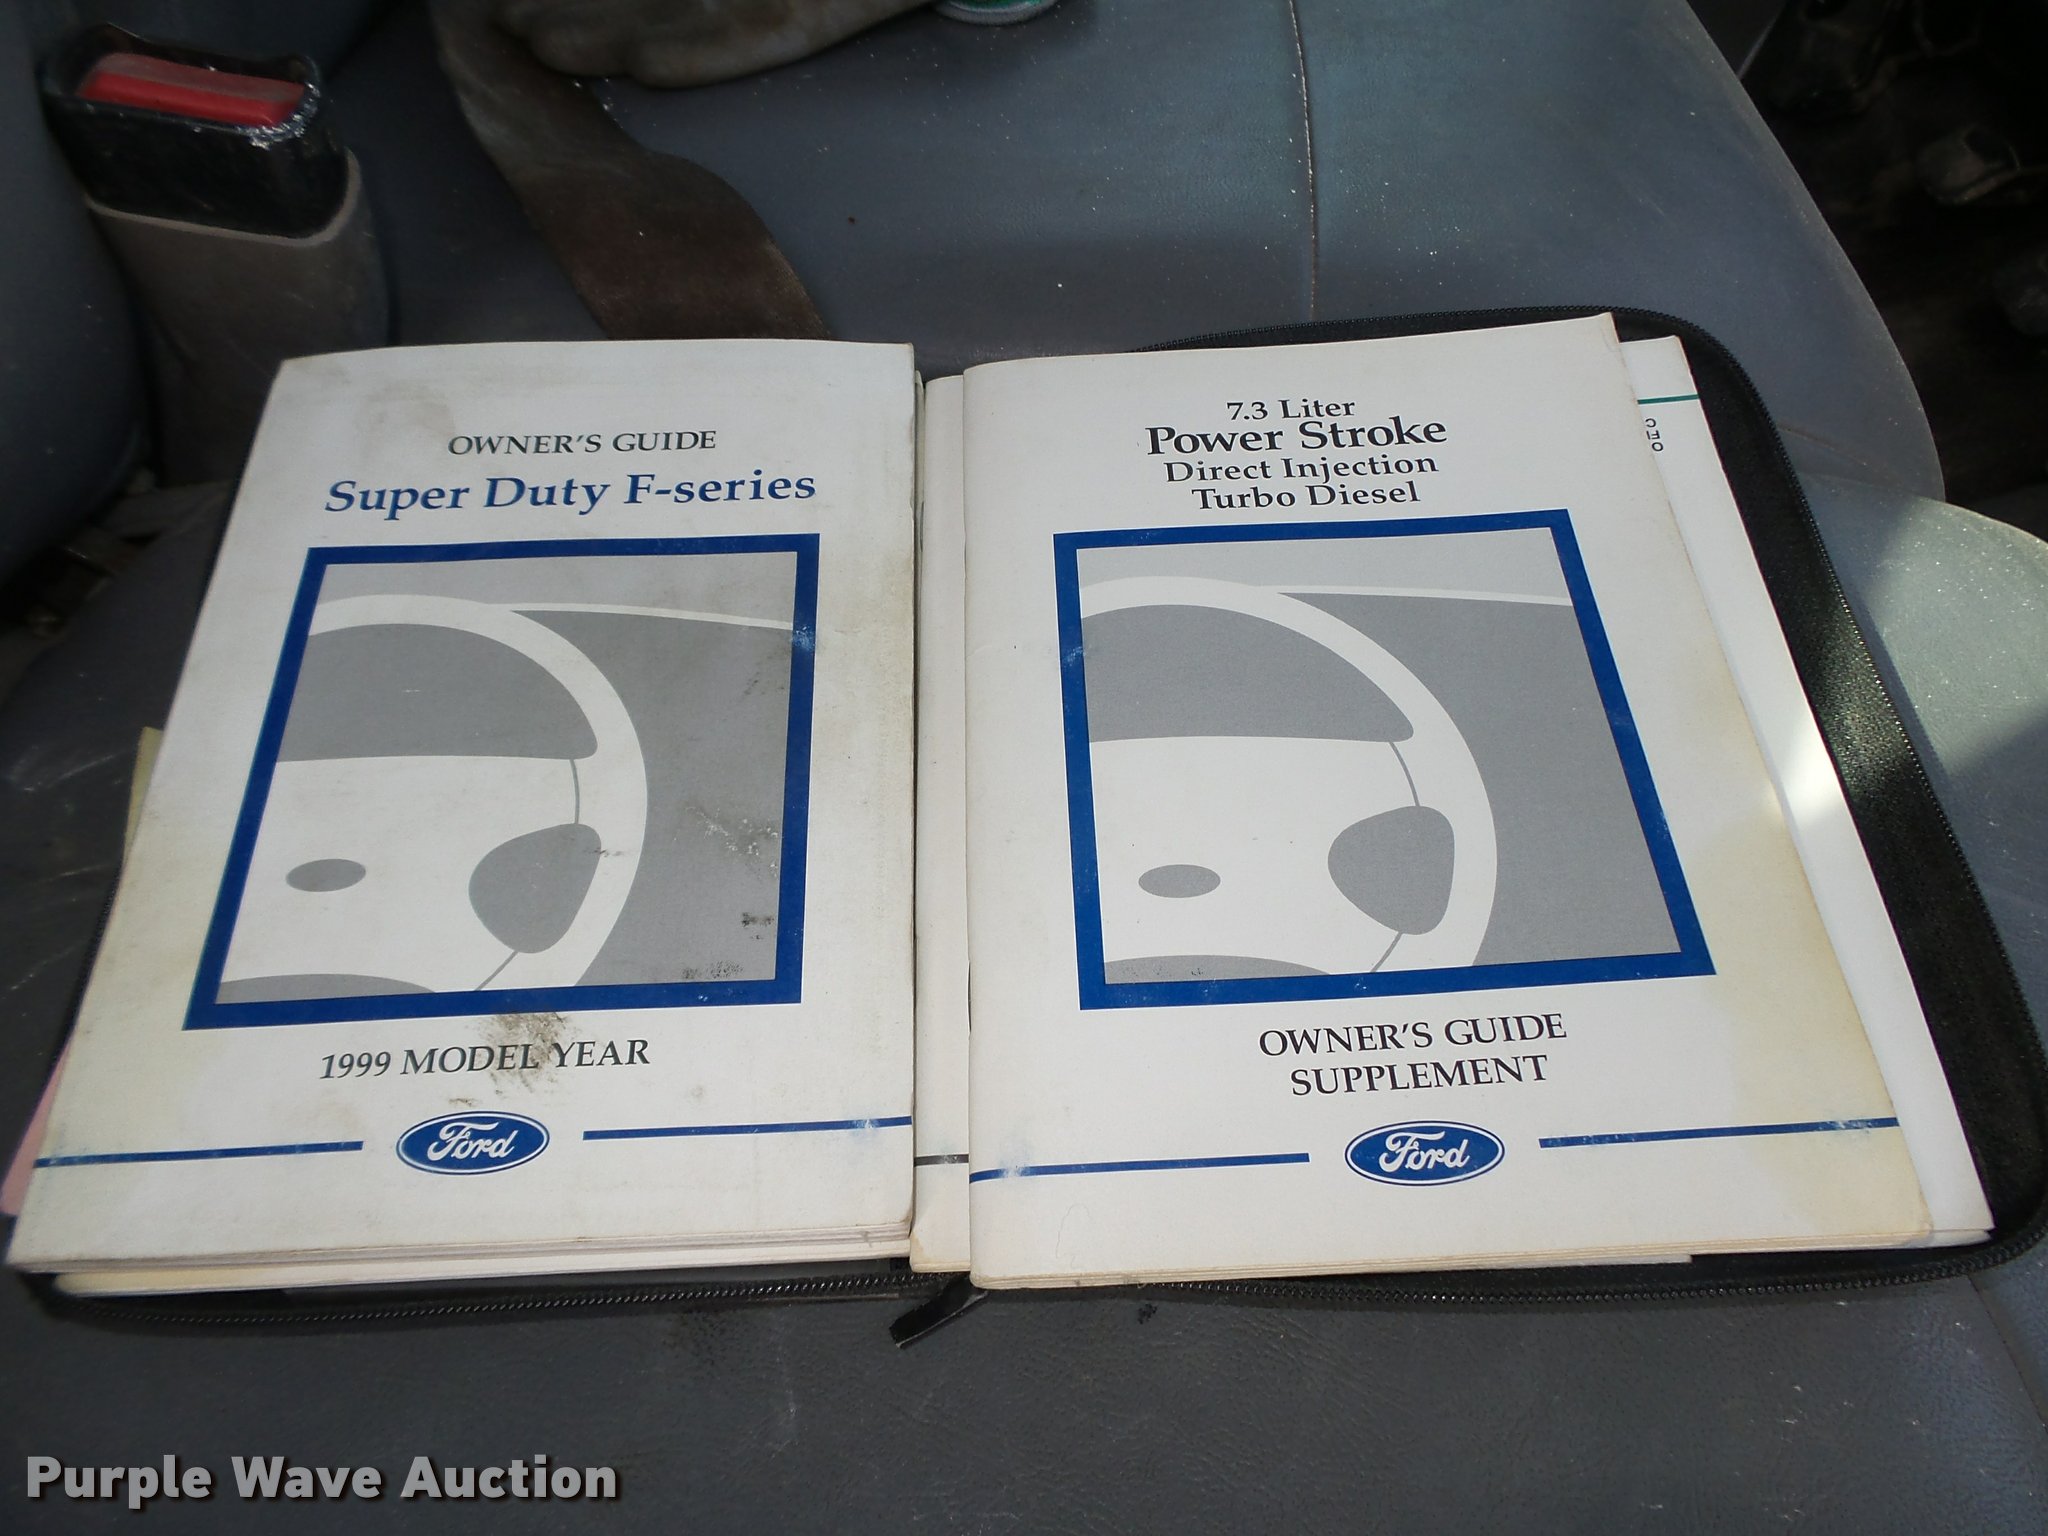 OWNER'S GUIDE
Super Duty F-series
1999 MODEL YEAR
Ford
7.3 Liter
Power Stroke
Direct Injection
Turbo Diesel
OWNER'S GUIDE
SUPPLEMENT
Ford
Purple Wave Auction